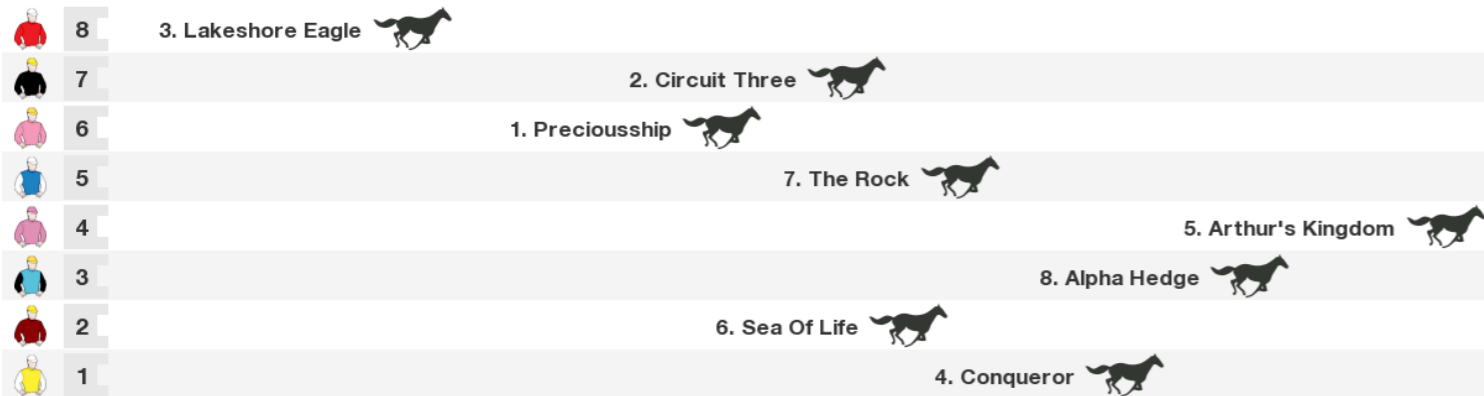 8 3. Lakeshore Eagle
7 2. Circuit Three
6 1. Preciousship
5 7. The Rock
4 5. Arthur's Kingdom
3 8. Alpha Hedge
2 6. Sea Of Life
1 4. Conqueror